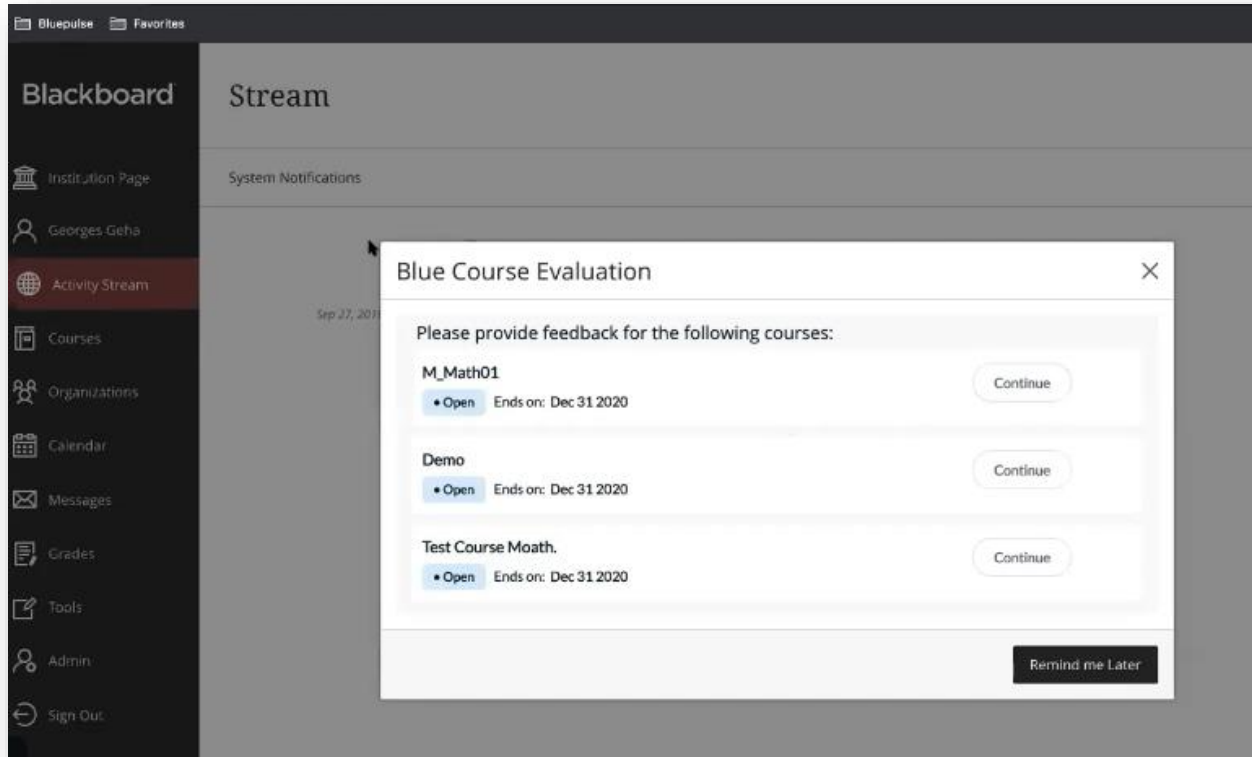 Bluepulse Favorites
Blackboard
Stream
Institution Page
System Notifications
Georges Geha
Activity Stream
Sep 27, 201
Courses
Organizations
Calendar
Messages
Grades
Tools
Admin
Sign Out
Blue Course Evaluation
Please provide feedback for the following courses:
M_Math01
Continue
• Open Ends on: Dec 31 2020
Demo
Continue
• Open Ends on: Dec 31 2020
Test Course Moath.
Continue
• Open Ends on: Dec 31 2020
Remind me Later